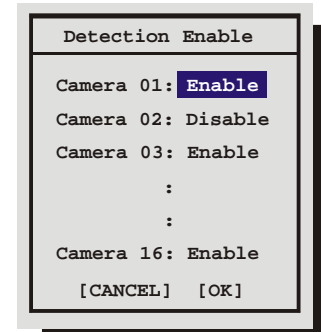 Detection Enable
Camera 01: Enable
Camera 02: Disable
Camera 03: Enable
:
:
Camera 16: Enable
[CANCEL] [OK]